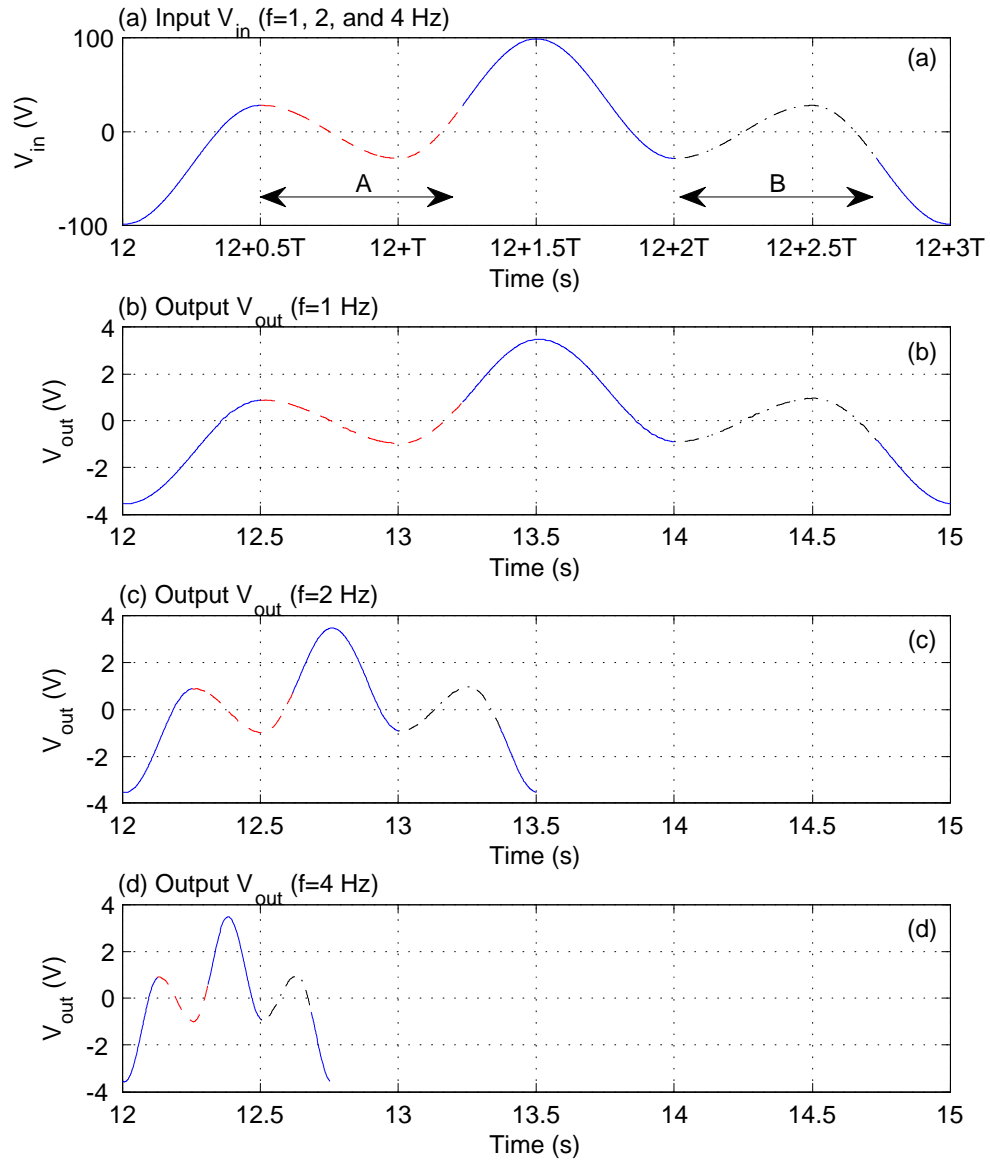 (a) Input V_in (f=1, 2, and 4 Hz)
100
(a)
V_in (V)
0
A
B
-100
12 12+0.5T 12+T 12+1.5T 12+2T 12+2.5T 12+3T
Time (s)
(b) Output V_out (f=1 Hz)
4
(b)
2
V_out (V)
0
-2
-4
12 12.5 13 13.5 14 14.5 15
Time (s)
(c) Output V_out (f=2 Hz)
4
(c)
2
V_out (V)
0
-2
-4
12 12.5 13 13.5 14 14.5 15
Time (s)
(d) Output V_out (f=4 Hz)
4
(d)
2
V_out (V)
0
-2
-4
12 12.5 13 13.5 14 14.5 15
Time (s)